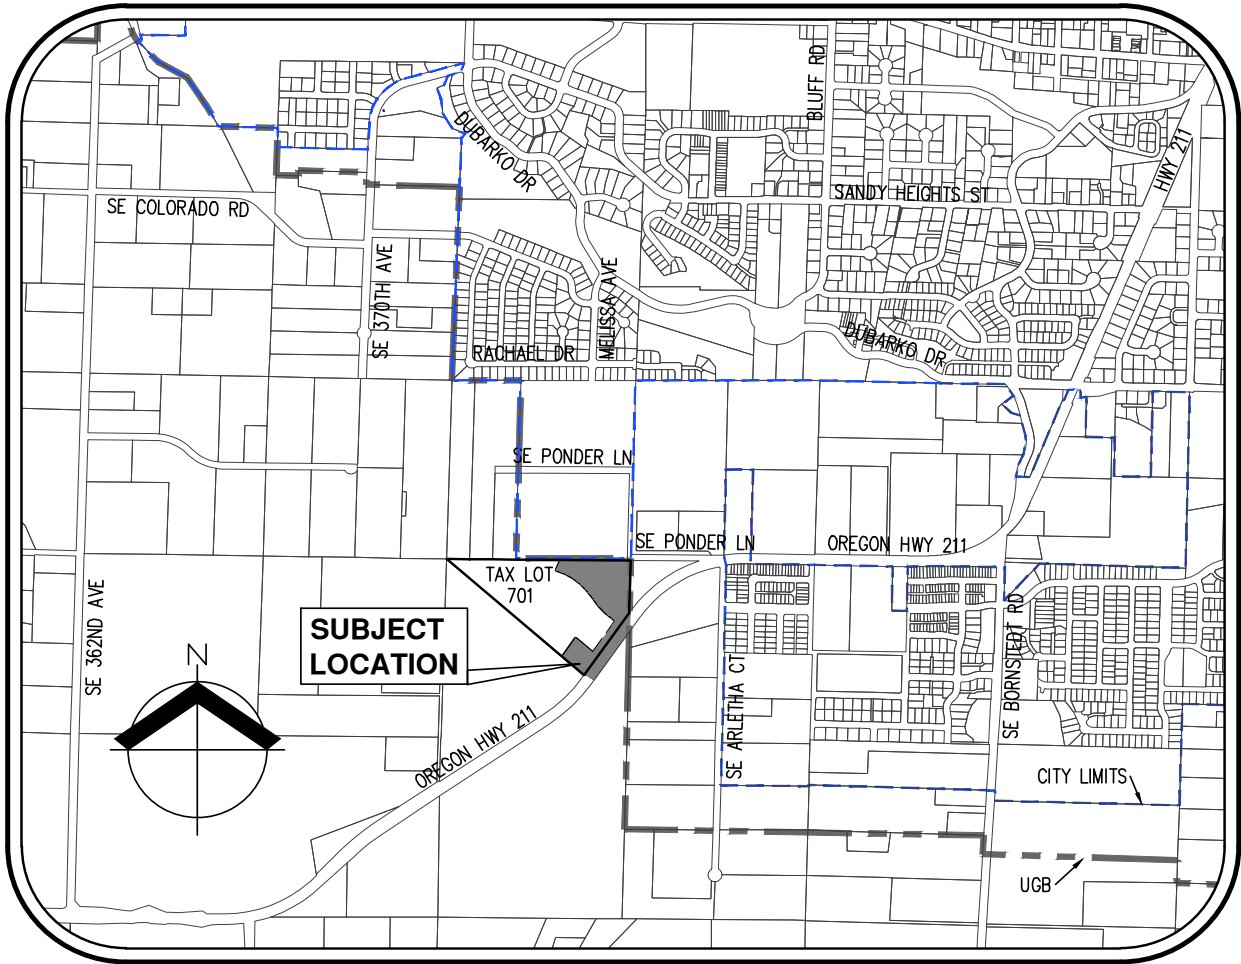 BLUFF RD
HWY 211
DUBARKO DR
SANDY HEIGHTS ST
SE COLORADO RD
SE 370TH AVE
MELISSA AVE
RACHAEL DR
DUBARKO DR
SE PONDER LN
SE PONDER LN
OREGON HWY 211
TAX LOT
701
SE 362ND AVE
SUBJECT
LOCATION
SE BORNSTEDT RD
SE ARLETHA CT
N
OREGON HWY 211
CITY LIMITS
UGB